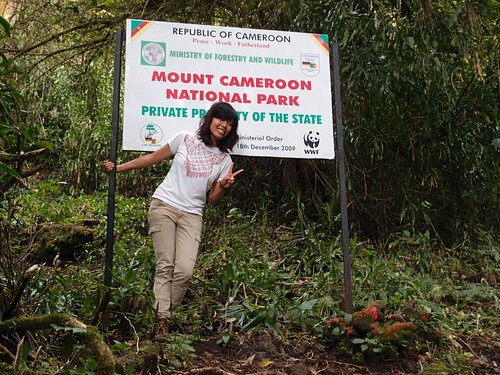 REPUBLIC OF CAMEROON
Peace - Work - Fatherland
MINISTRY OF FORESTRY AND WILDLIFE
MOUNT CAMEROON
NATIONAL PARK
PRIVATE PR TY OF THE STATE
inisterial Order
18th December 2009
WWF